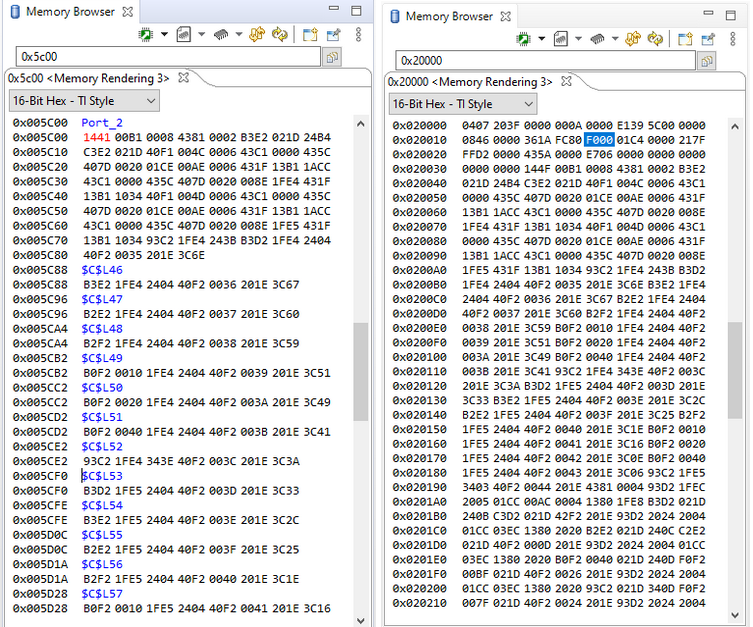 Memory Browser
0x5c00
0x5c00 <Memory Rendering 3>
16-Bit Hex - TI Style
0x005C00 Port_2
0x005C00 1441 00B1 0008 4381 0002 B3E2 021D 24B4
0x005C10 C3E2 021D 40F1 004C 0006 43C1 0000 435C
0x005C20 407D 0020 01CE 00AE 0006 431F 13B1 1ACC
0x005C30 43C1 0000 435C 407D 0020 008E 1FE4 431F
0x005C40 13B1 1034 40F1 004D 0006 43C1 0000 435C
0x005C50 407D 0020 01CE 00AE 0006 431F 13B1 1ACC
0x005C60 43C1 0000 435C 407D 0020 008E 1FE5 431F
0x005C70 13B1 1034 93C2 1FE4 243B B3D2 1FE4 2404
0x005C80 40F2 0035 201E 3C6E
0x005C88 $C$L46
0x005C88 B3E2 1FE4 2404 40F2 0036 201E 3C67
0x005C96 $C$L47
0x005C96 B2E2 1FE4 2404 40F2 0037 201E 3C60
0x005CA4 $C$L48
0x005CA4 B2F2 1FE4 2404 40F2 0038 201E 3C59
0x005CB2 $C$L49
0x005CB2 B0F2 0010 1FE4 2404 40F2 0039 201E 3C51
0x005CC2 $C$L50
0x005CC2 B0F2 0020 1FE4 2404 40F2 003A 201E 3C49
0x005CD2 $C$L51
0x005CD2 B0F2 0040 1FE4 2404 40F2 003B 201E 3C41
0x005CE2 $C$L52
0x005CE2 93C2 1FE4 343E 40F2 003C 201E 3C3A
0x005CF0 $C$L53
0x005CF0 B3D2 1FE5 2404 40F2 003D 201E 3C33
0x005CFE $C$L54
0x005CFE B3E2 1FE5 2404 40F2 003E 201E 3C2C
0x005D0C $C$L55
0x005D0C B2E2 1FE5 2404 40F2 003F 201E 3C25
0x005D1A $C$L56
0x005D1A B2F2 1FE5 2404 40F2 0040 201E 3C1E
0x005D28 $C$L57
0x005D28 B0F2 0010 1FE5 2404 40F2 0041 201E 3C16
Memory Browser
0x20000
0x20000 <Memory Rendering 3>
16-Bit Hex - TI Style
0x020000 0407 203F 0000 000A 0000 E139 5C00 0000
0x020010 0846 0000 361A FC80 F000 01C4 0000 217F
0x020020 FFD2 0000 435A 0000 E706 0000 0000 0000
0x020030 0000 0000 144F 00B1 0008 4381 0002 B3E2
0x020040 021D 24B4 C3E2 021D 40F1 004C 0006 43C1
0x020050 0000 435C 407D 0020 01CE 00AE 0006 431F
0x020060 13B1 1ACC 43C1 0000 435C 407D 0020 008E
0x020070 1FE4 431F 13B1 1034 40F1 004D 0006 43C1
0x020080 0000 435C 407D 0020 01CE 00AE 0006 431F
0x020090 13B1 1ACC 43C1 0000 435C 407D 0020 008E
0x0200A0 1FE5 431F 13B1 1034 93C2 1FE4 243B B3D2
0x0200B0 1FE4 2404 40F2 0035 201E 3C6E B3E2 1FE4
0x0200C0 2404 40F2 0036 201E 3C67 B2E2 1FE4 2404
0x0200D0 40F2 0037 201E 3C60 B2F2 1FE4 2404 40F2
0x0200E0 0038 201E 3C59 B0F2 0010 1FE4 2404 40F2
0x0200F0 0039 201E 3C51 B0F2 0020 1FE4 2404 40F2
0x020100 003A 201E 3C49 B0F2 0040 1FE4 2404 40F2
0x020110 003B 201E 3C41 93C2 1FE4 343E 40F2 003C
0x020120 201E 3C3A B3D2 1FE5 2404 40F2 003D 201E
0x020130 3C33 B3E2 1FE5 2404 40F2 003E 201E 3C2C
0x020140 B2E2 1FE5 2404 40F2 003F 201E 3C25 B2F2
0x020150 1FE5 2404 40F2 0040 201E 3C1E B0F2 0010
0x020160 1FE5 2404 40F2 0041 201E 3C16 B0F2 0020
0x020170 1FE5 2404 40F2 0042 201E 3C0E B0F2 0040
0x020180 1FE5 2404 40F2 0043 201E 3C06 93C2 1FE5
0x020190 3403 40F2 0044 201E 4381 0004 93D2 1FEC
0x0201A0 2005 01CC 00AC 0004 1380 1FE8 B3D2 021D
0x0201B0 240B C3D2 021D 42F2 201E 93D2 2024 2004
0x0201C0 01CC 03EC 1380 2020 B2E2 021D 240C C2E2
0x0201D0 021D 40F2 000D 201E 93D2 2024 2004 01CC
0x0201E0 03EC 1380 2020 B0F2 0040 021D 240D F0F2
0x0201F0 00BF 021D 40F2 0026 201E 93D2 2024 2004
0x020200 01CC 03EC 1380 2020 93C2 021D 340D F0F2
0x020210 007F 021D 40F2 0024 201E 93D2 2024 2004